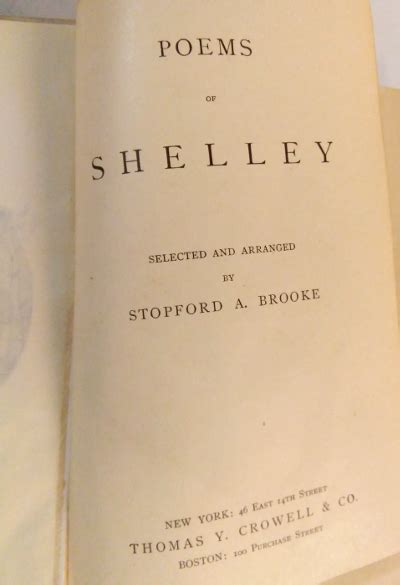 POEMS
OF
SHELLEY
SELECTED AND ARRANGED
BY
STOPFORD A. BROOKE
NEW YORK: 46 EAST 14TH STREET
THOMAS Y. CROWELL & CO.
BOSTON: 100 PURCHASE STREET